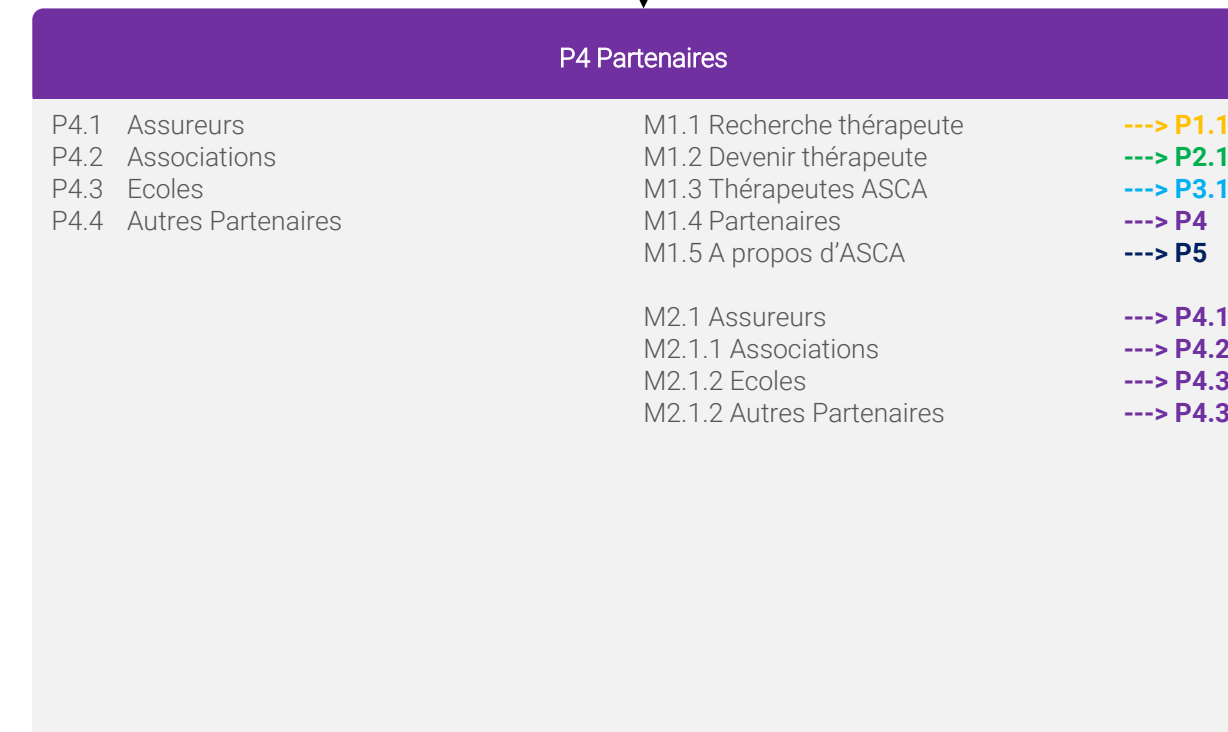 P4 Partenaires
P4.1 Assureurs
P4.2 Associations
P4.3 Ecoles
P4.4 Autres Partenaires
M1.1 Recherche thérapeute ---> P1.1
M1.2 Devenir thérapeute ---> P2.1
M1.3 Thérapeutes ASCA ---> P3.1
M1.4 Partenaires ---> P4
M1.5 A propos d’ASCA ---> P5
M2.1 Assureurs ---> P4.1
M2.1.1 Associations ---> P4.2
M2.1.2 Ecoles ---> P4.3
M2.1.2 Autres Partenaires ---> P4.3